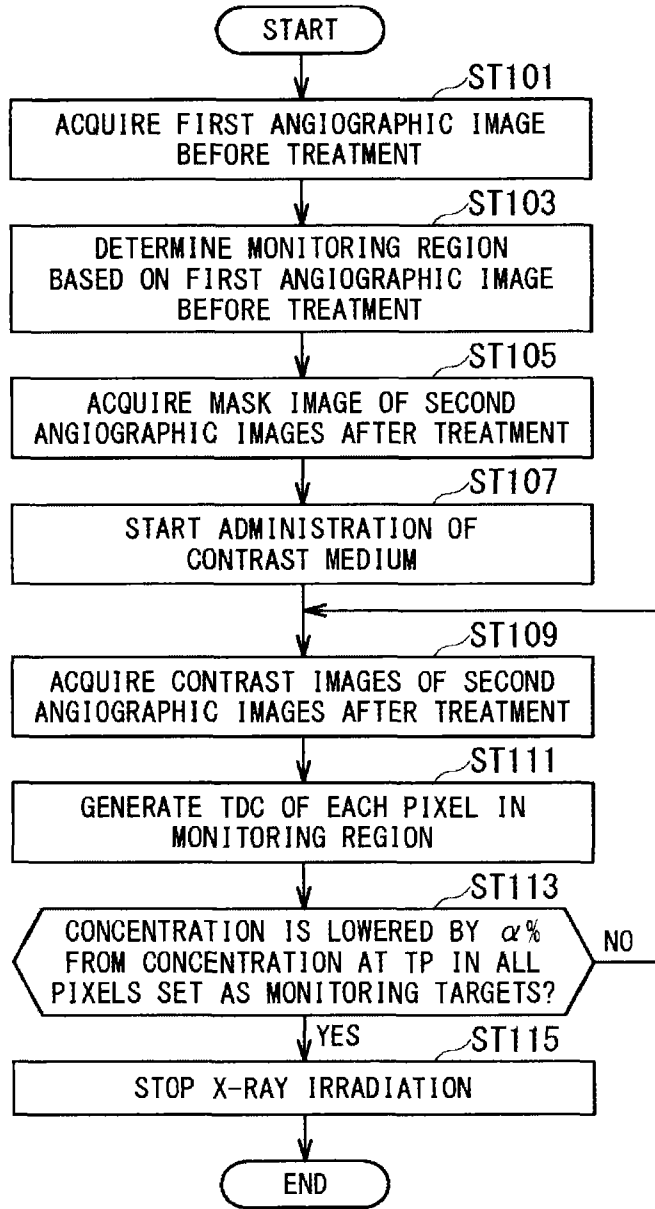 START
ST101
ACQUIRE FIRST ANGIOGRAPHIC IMAGE
BEFORE TREATMENT
ST103
DETERMINE MONITORING REGION
BASED ON FIRST ANGIOGRAPHIC IMAGE
BEFORE TREATMENT
ST105
ACQUIRE MASK IMAGE OF SECOND
ANGIOGRAPHIC IMAGES AFTER TREATMENT
ST107
START ADMINISTRATION OF
CONTRAST MEDIUM
ST109
ACQUIRE CONTRAST IMAGES OF SECOND
ANGIOGRAPHIC IMAGES AFTER TREATMENT
ST111
GENERATE TDC OF EACH PIXEL IN
MONITORING REGION
ST113
CONCENTRATION IS LOWERED BY α%
FROM CONCENTRATION AT TP IN ALL
PIXELS SET AS MONITORING TARGETS?
NO
YES
ST115
STOP X-RAY IRRADIATION
END